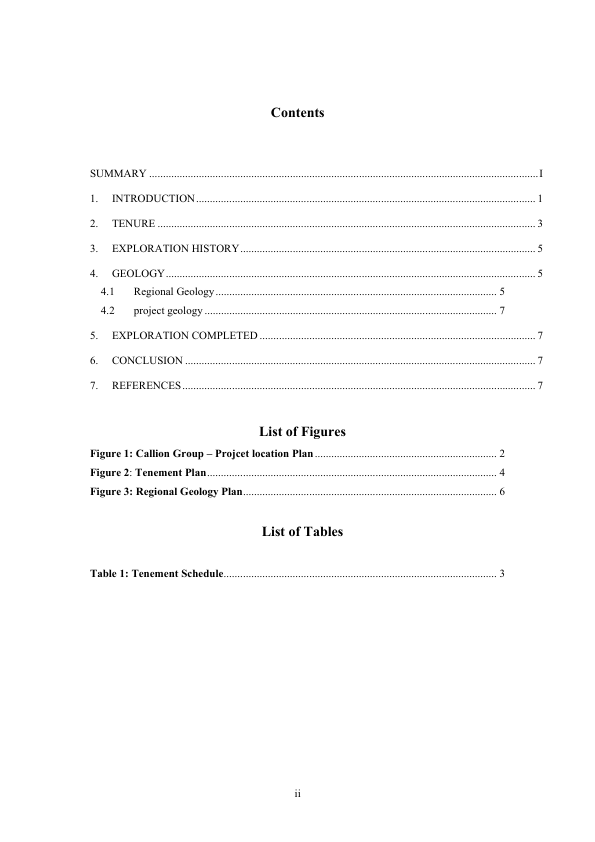 Contents
SUMMARY ........ I
1. INTRODUCTION ........ 1
2. TENURE ........ 3
3. EXPLORATION HISTORY ........ 5
4. GEOLOGY ........ 5
4.1 Regional Geology ........ 5
4.2 project geology ........ 7
5. EXPLORATION COMPLETED ........ 7
6. CONCLUSION ........ 7
7. REFERENCES ........ 7
List of Figures
Figure 1: Callion Group – Projcet location Plan ........ 2
Figure 2: Tenement Plan ........ 4
Figure 3: Regional Geology Plan ........ 6
List of Tables
Table 1: Tenement Schedule ........ 3
ii